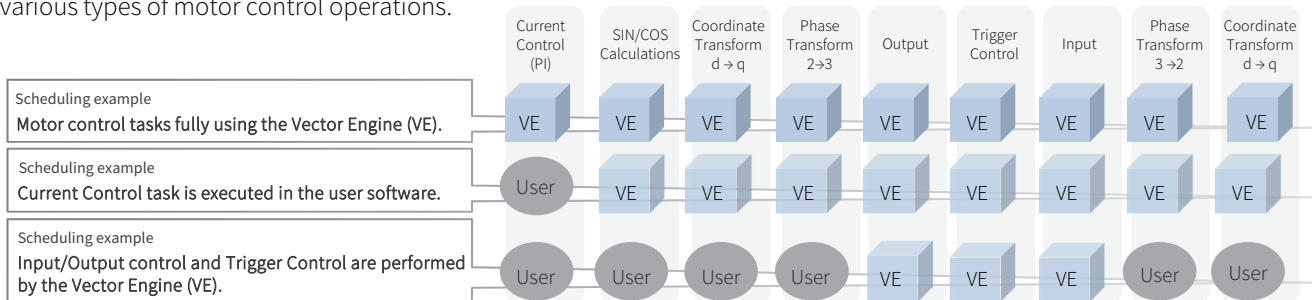 various types of motor control operations.
Current
Control
(PI)
SIN/COS
Calculations
Coordinate
Transform
d → q
Phase
Transform
2→3
Output
Trigger
Control
Input
Phase
Transform
3 →2
Coordinate
Transform
d → q
Scheduling example
Motor control tasks fully using the Vector Engine (VE).
VE VE VE VE VE VE VE VE VE
Scheduling example
Current Control task is executed in the user software.
User VE VE VE VE VE VE VE VE
Scheduling example
Input/Output control and Trigger Control are performed
by the Vector Engine (VE).
User User User User VE VE VE User User